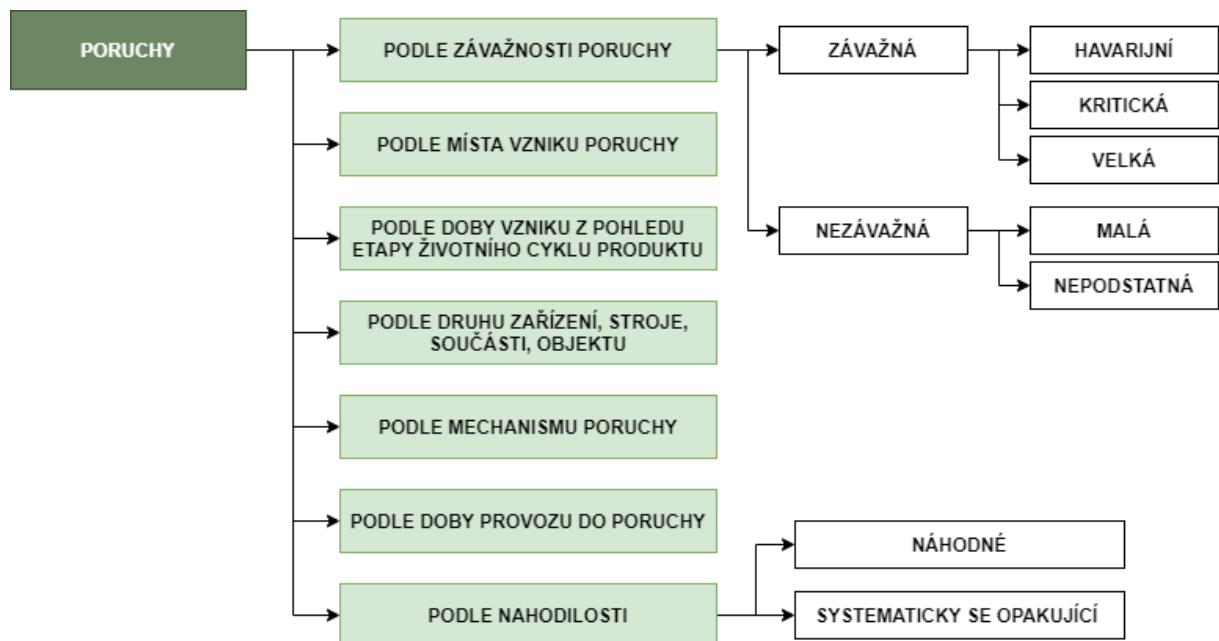 PORUCHY
PODLE ZÁVAŽNOSTI PORUCHY
ZÁVAŽNÁ
HAVARIJNÍ
KRITICKÁ
VELKÁ
NEZÁVAŽNÁ
MALÁ
NEPODSTATNÁ
PODLE MÍSTA VZNIKU PORUCHY
PODLE DOBY VZNIKU Z POHLEDU
ETAPY ŽIVOTNÍHO CYKLU PRODUKTU
PODLE DRUHU ZAŘÍZENÍ, STROJE,
SOUČÁSTI, OBJEKTU
PODLE MECHANISMU PORUCHY
PODLE DOBY PROVOZU DO PORUCHY
PODLE NAHODILOSTI
NÁHODNÉ
SYSTEMATICKY SE OPAKUJÍCÍ